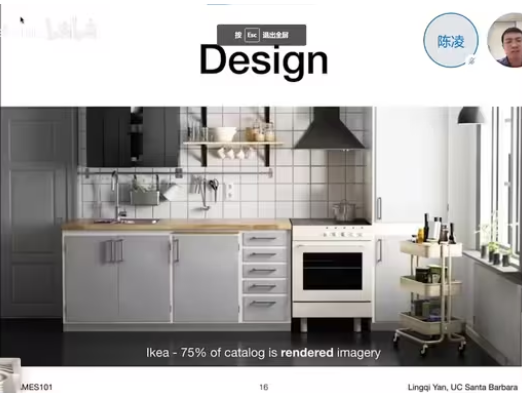 按 Esc 退出全屏
陈凌
Design
Ikea - 75% of catalog is rendered imagery
AMES101
16
Lingqi Yan, UC Santa Barbara